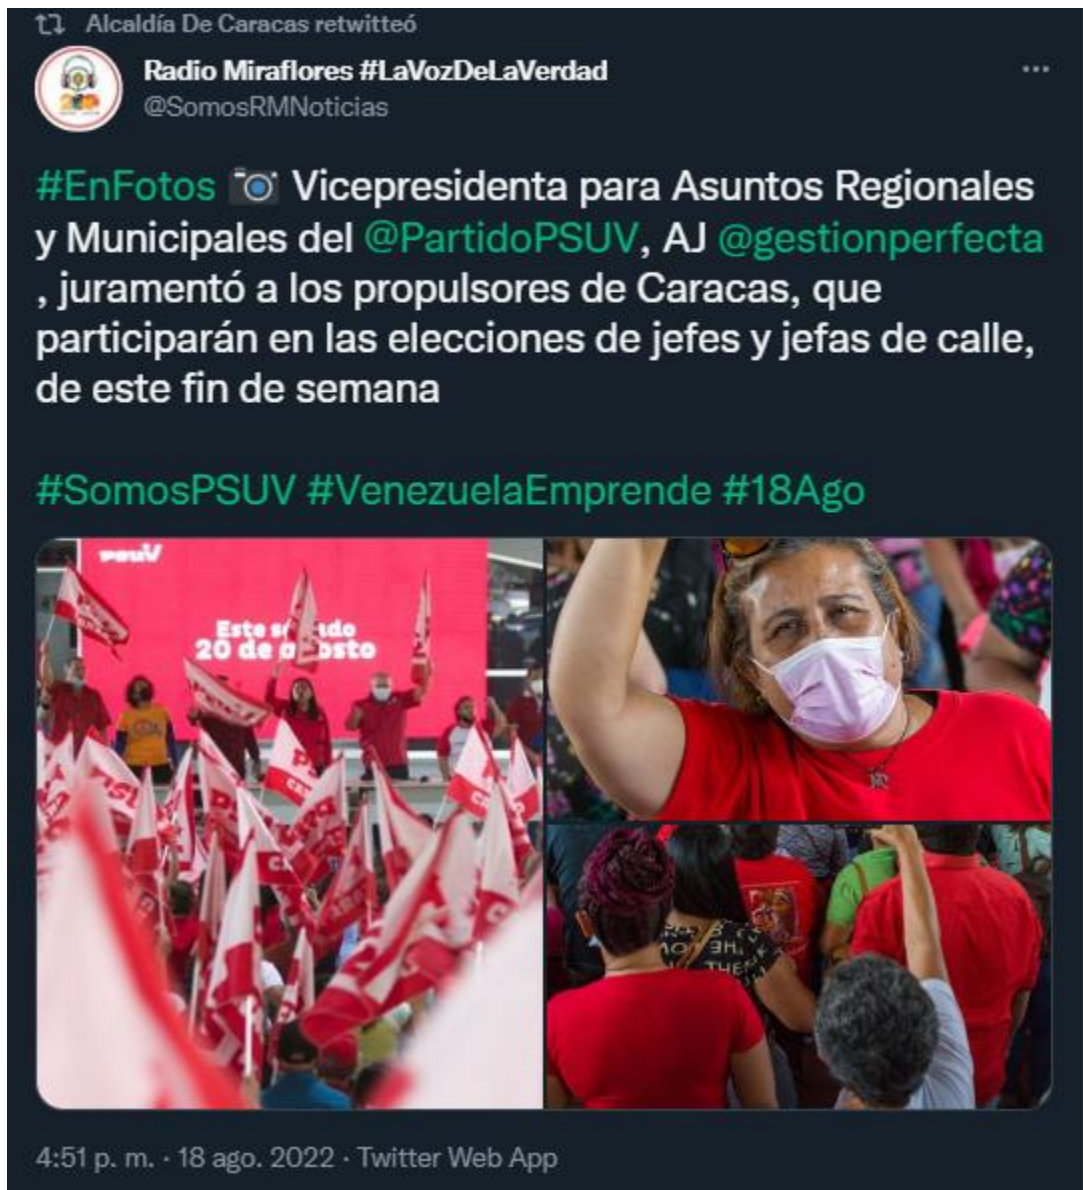 Alcaldía De Caracas retwitteó
Radio Miraflores #LaVozDeLaVerdad
@SomosRMNoticias
#EnFotos Vicepresidenta para Asuntos Regionales
y Municipales del @PartidoPSUV, AJ @gestionperfecta
, juramentó a los propulsores de Caracas, que
participarán en las elecciones de jefes y jefas de calle,
de este fin de semana
#SomosPSUV #VenezuelaEmprende #18Ago
PSUV
Este
20 de
4:51 p. m. · 18 ago. 2022 · Twitter Web App